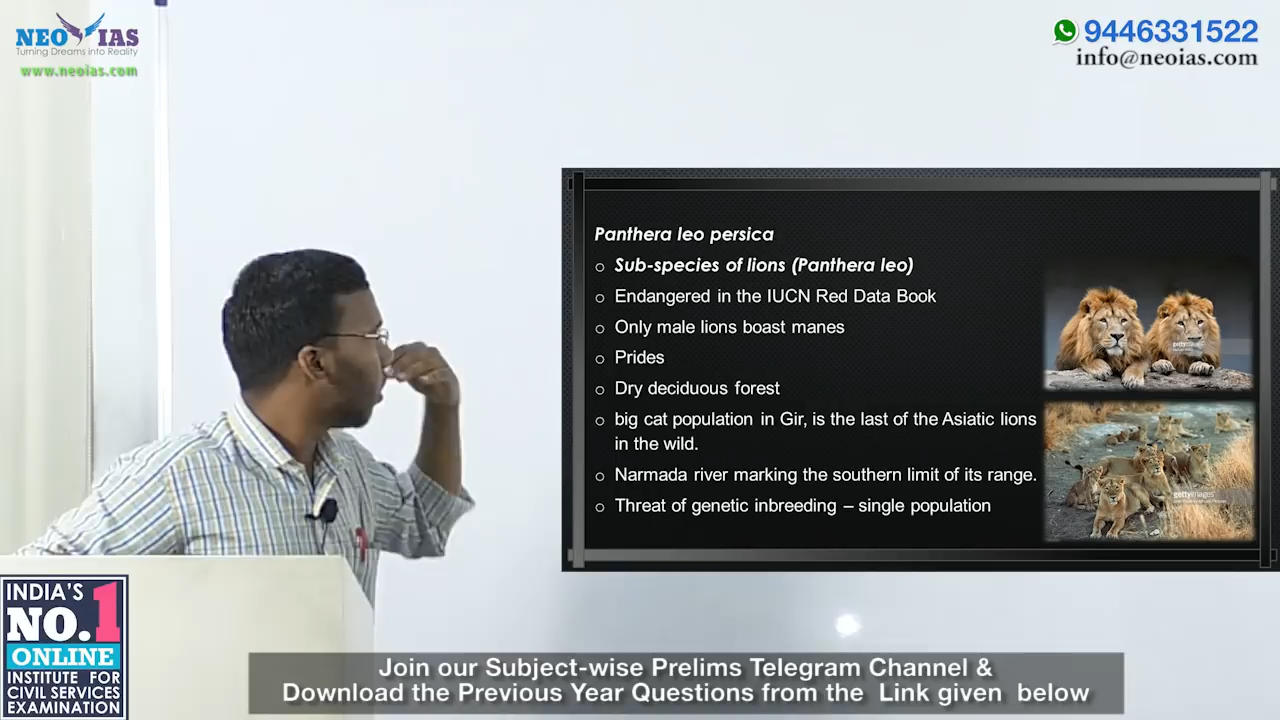 NEO IAS
Turning Dreams into Reality
www.neoias.com
9446331522
info@neoias.com
Panthera leo persica
o Sub-species of lions (Panthera leo)
o Endangered in the IUCN Red Data Book
o Only male lions boast manes
o Prides
o Dry deciduous forest
o big cat population in Gir, is the last of the Asiatic lions
in the wild.
o Narmada river marking the southern limit of its range.
o Threat of genetic inbreeding – single population
gettyimages
gettyimages
INDIA'S
NO.1
ONLINE
INSTITUTE FOR
CIVIL SERVICES
EXAMINATION
Join our Subject-wise Prelims Telegram Channel &
Download the Previous Year Questions from the Link given below